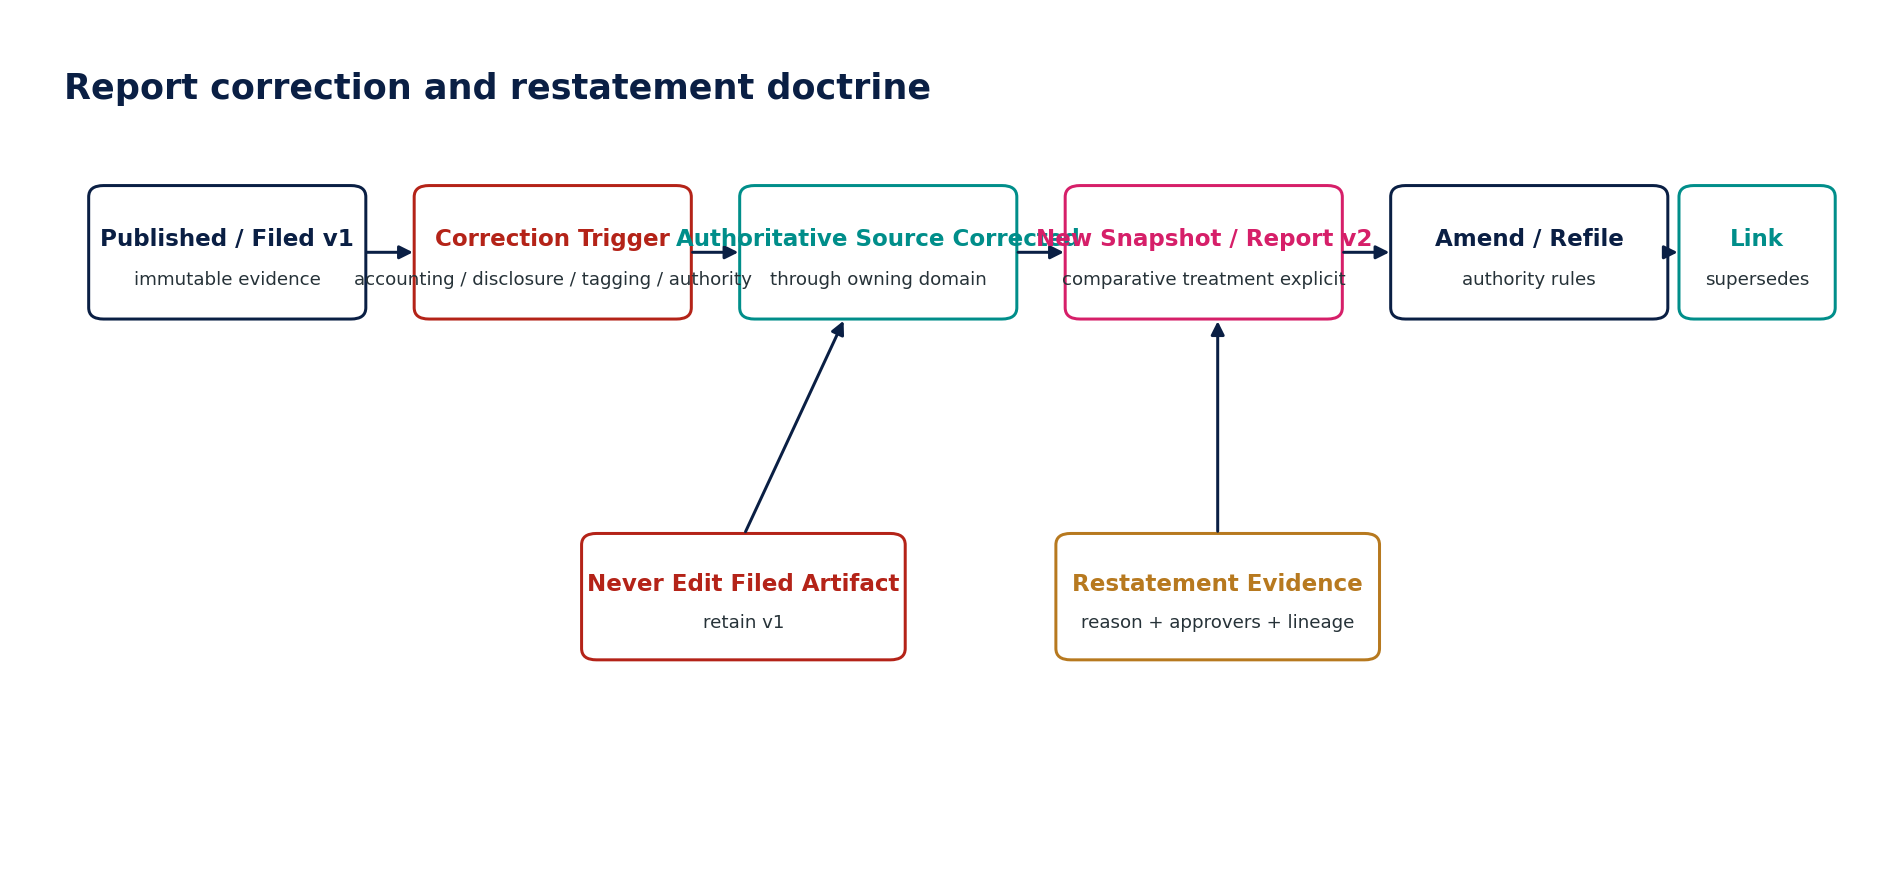 Report correction and restatement doctrine
Published / Filed v1
immutable evidence
Correction Trigger
accounting / disclosure / tagging / authority
Authoritative Source Corrected
through owning domain
New Snapshot / Report v2
comparative treatment explicit
Amend / Refile
authority rules
Link
supersedes
Never Edit Filed Artifact
retain v1
Restatement Evidence
reason + approvers + lineage